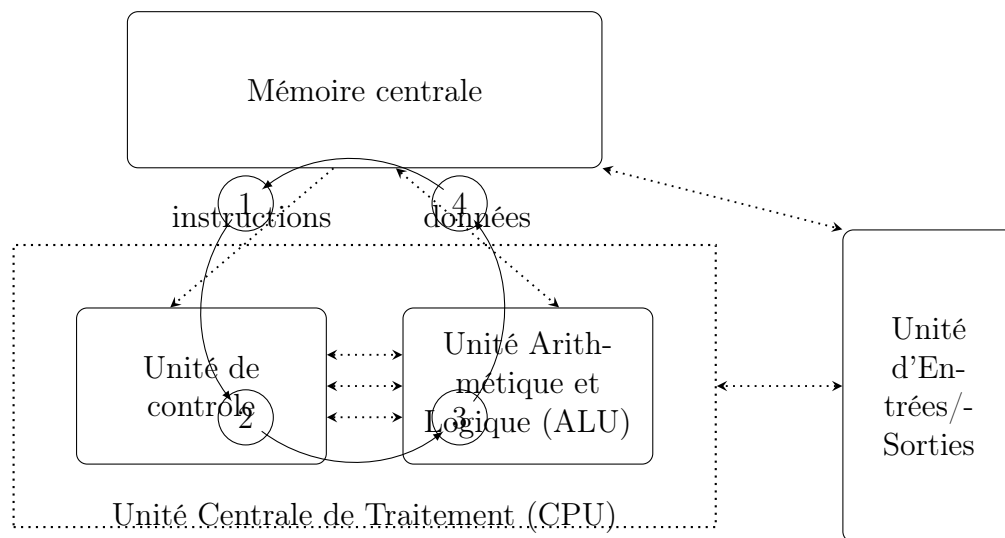 Mémoire centrale
1
4
instructions
données
Unité de
contrôle
2
Unité Arith-
métique et
Logique (ALU)
3
Unité
d'En-
trées/-
Sorties
Unité Centrale de Traitement (CPU)